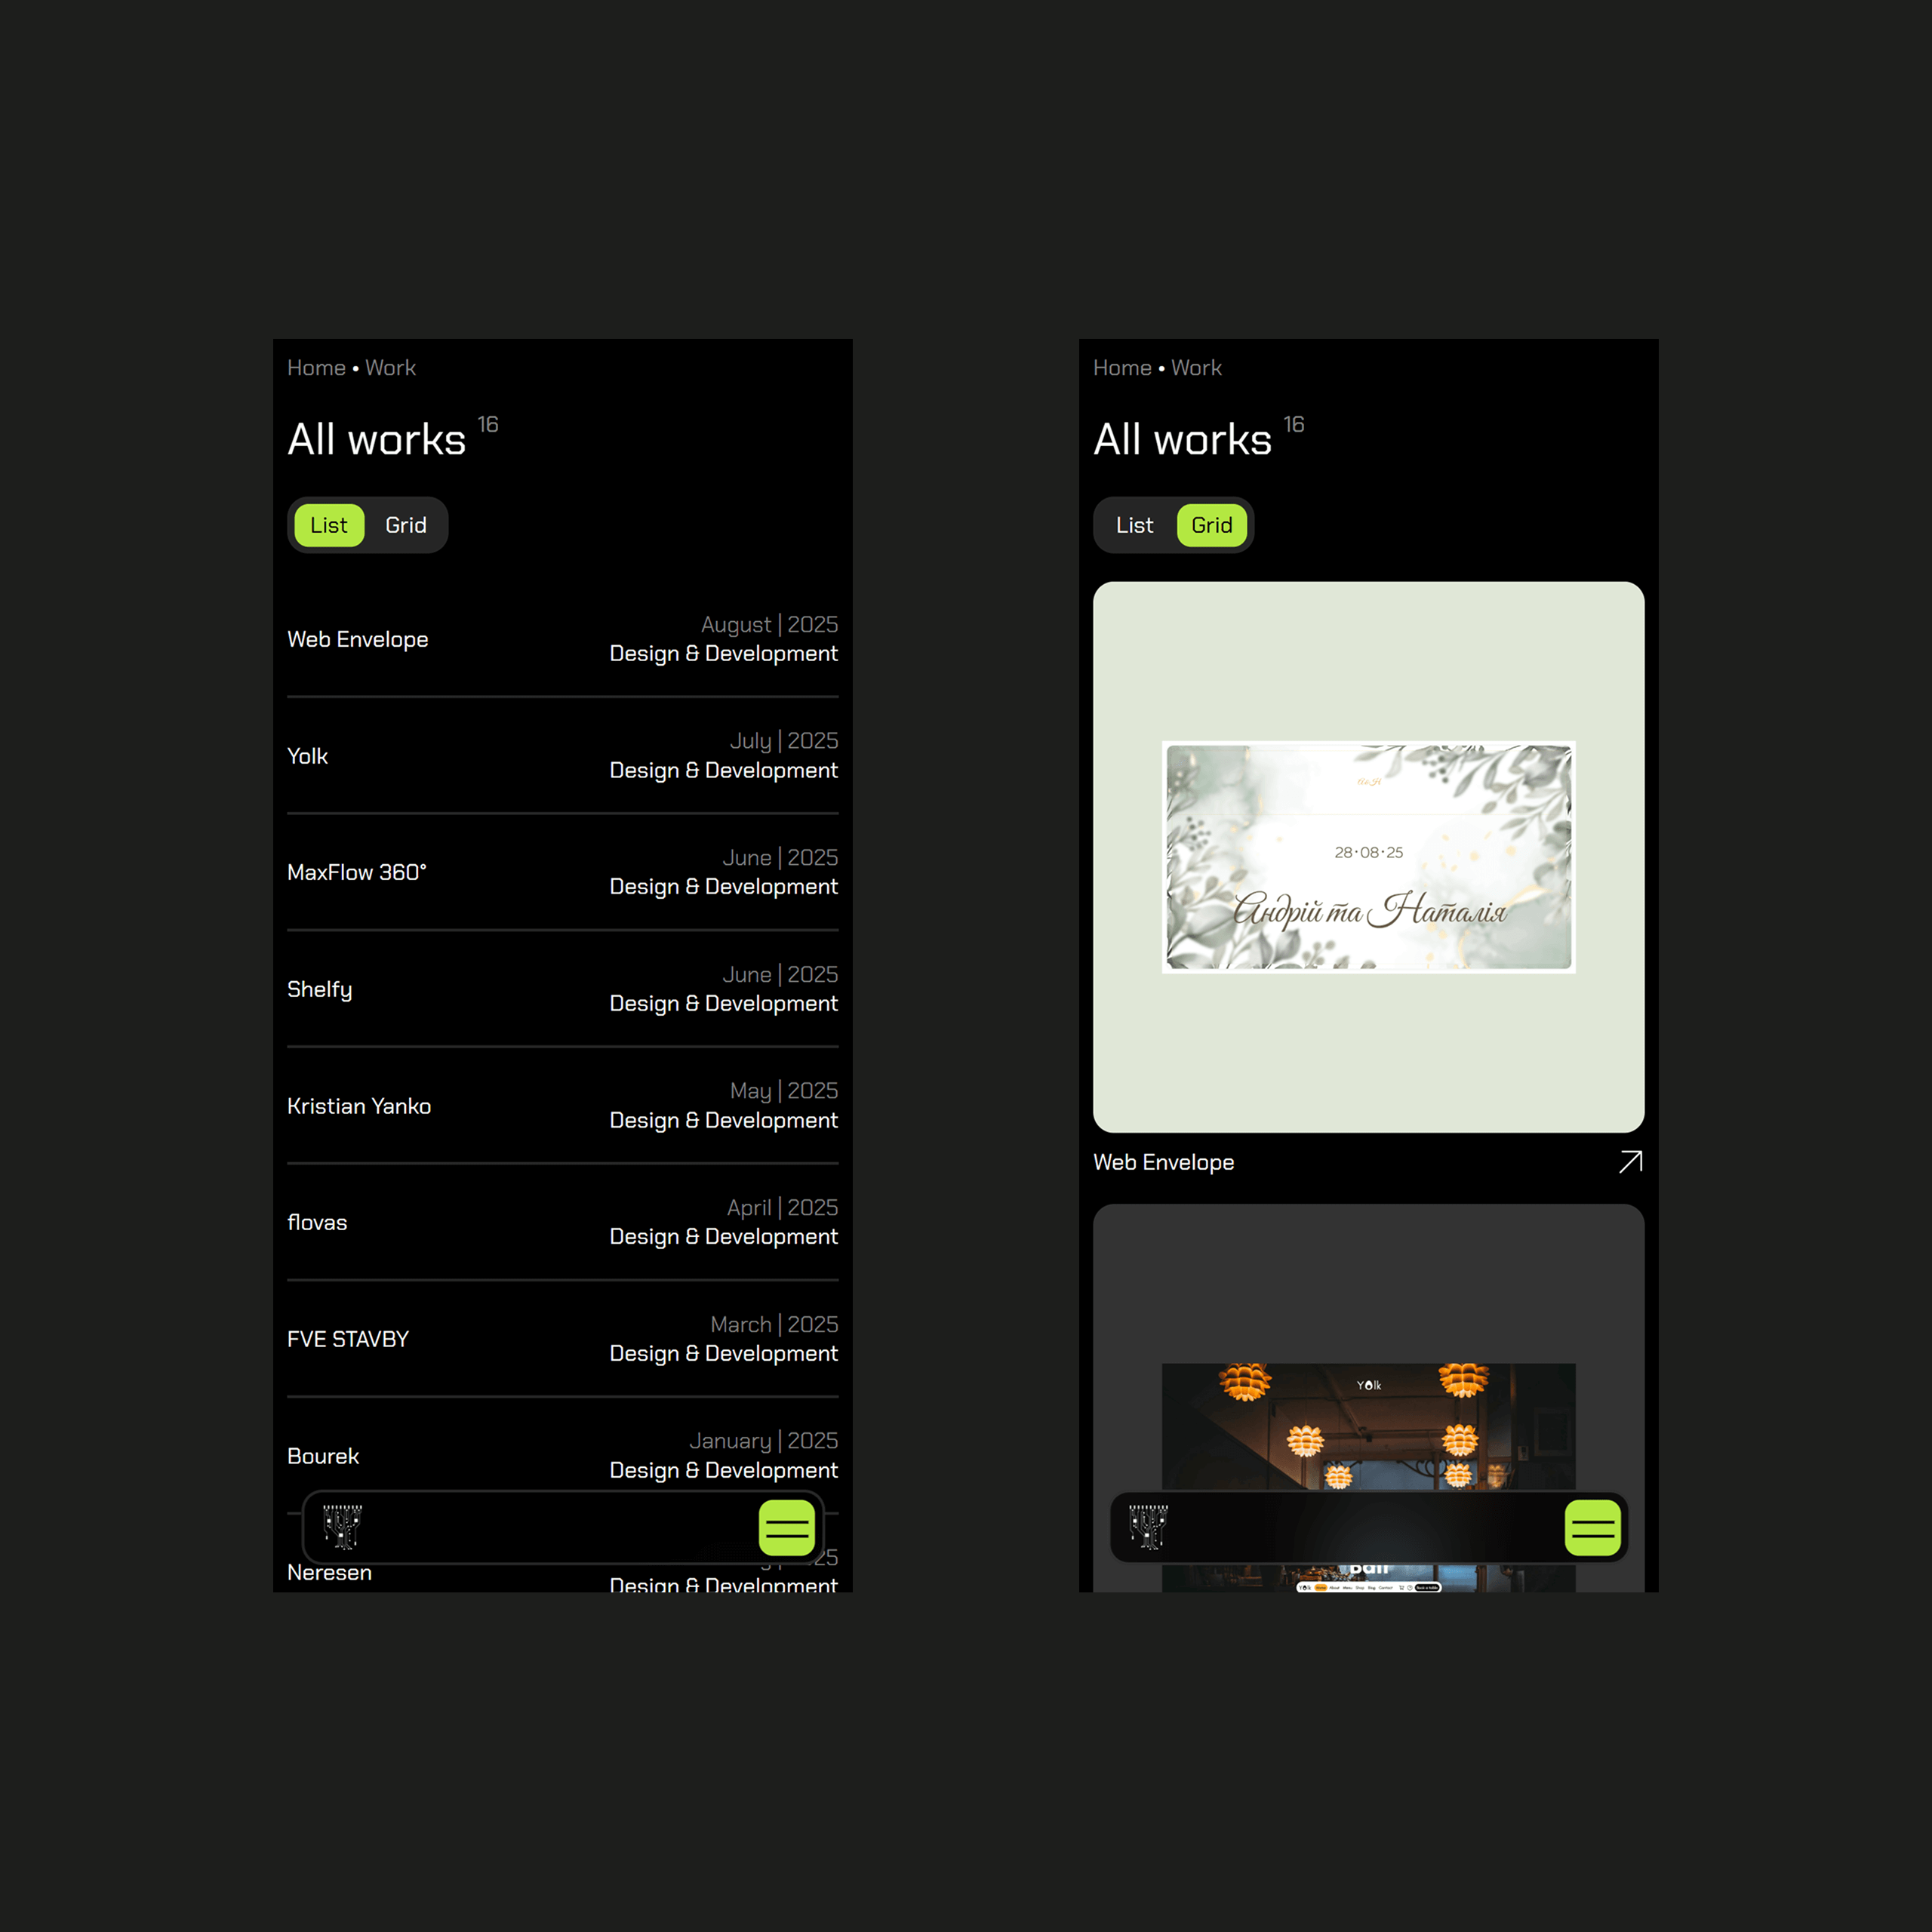 Home • Work
All works 16
List Grid
Web Envelope
August | 2025
Design & Development
Yolk
July | 2025
Design & Development
MaxFlow 360°
June | 2025
Design & Development
Shelfy
June | 2025
Design & Development
Kristian Yanko
May | 2025
Design & Development
flovas
April | 2025
Design & Development
FVE STAVBY
March | 2025
Design & Development
Bourek
January | 2025
Design & Development
Neresen
Design & Development
Home • Work
All works 16
List Grid
28·08·25
Андрій та Наталія
Web Envelope
Yolk